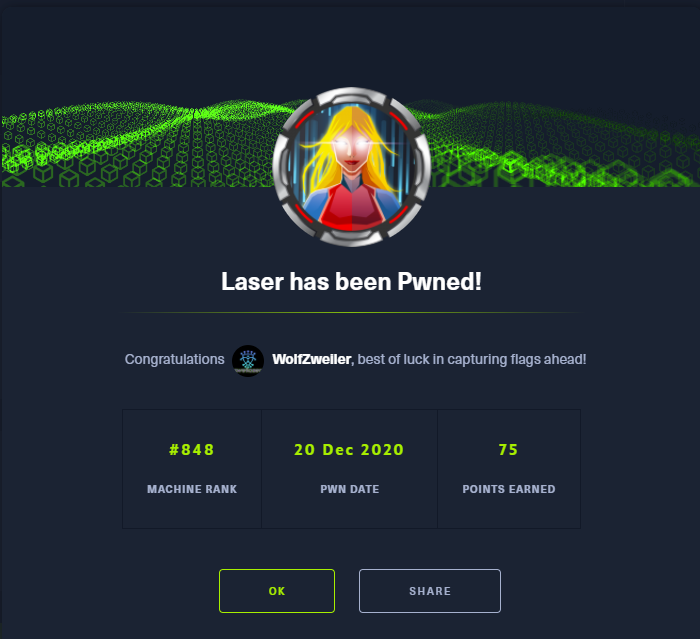 Laser has been Pwned!
Congratulations WolfZweiler, best of luck in capturing flags ahead!
#848 20 Dec 2020 75
MACHINE RANK PWN DATE POINTS EARNED
OK SHARE